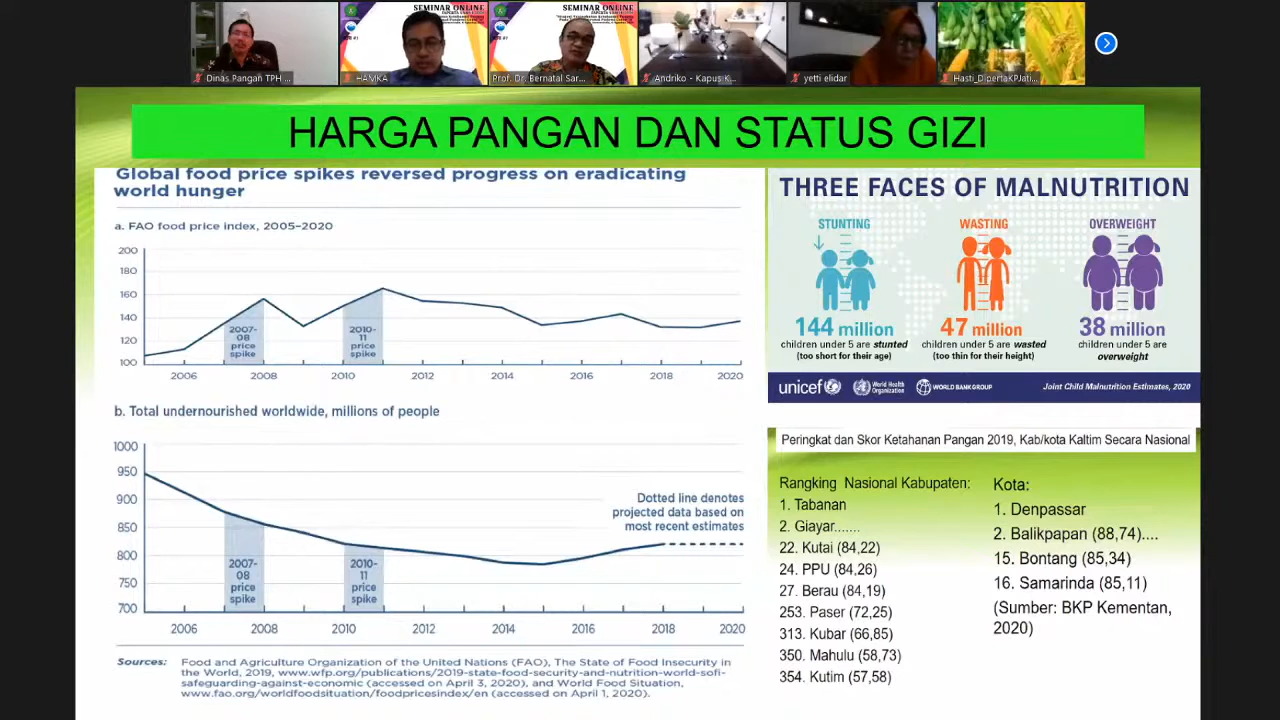 SEMINAR ONLINE
SEMINAR ONLINE
Dinas Pangan TPH ...
HAMKA
Prof. Dr. Bernatal Sar...
Andriko - Kapus K...
yetti elidar
Hasti_DipertaKPJati...
HARGA PANGAN DAN STATUS GIZI
Global food price spikes reversed progress on eradicating
world hunger
a. FAO food price index, 2005–2020
200
180
160
140
120
100
2007-
08
price
spike
2010-
11
price
spike
2006
2008
2010
2012
2014
2016
2018
2020
b. Total undernourished worldwide, millions of people
1000
950
900
850
800
750
700
Dotted line denotes
projected data based on
most recent estimates
2007-
08
price
spike
2010-
11
price
spike
2006
2008
2010
2012
2014
2016
2018
2020
Sources: Food and Agriculture Organization of the United Nations (FAO), The State of Food Insecurity in
the World, 2019, www.wfp.org/publications/2019-state-food-security-and-nutrition-world-sofi-
safeguarding-against-economic (accessed on April 3, 2020), and World Food Situation,
www.fao.org/worldfoodsituation/foodpricesindex/en (accessed on April 1, 2020).
THREE FACES OF MALNUTRITION
STUNTING
144 million
children under 5 are stunted
(too short for their age)
WASTING
47 million
children under 5 are wasted
(too thin for their height)
OVERWEIGHT
38 million
children under 5 are
overweight
unicef
World Health
Organization
WORLD BANK GROUP
Joint Child Malnutrition Estimates, 2020
Peringkat dan Skor Ketahanan Pangan 2019, Kab/kota Kaltim Secara Nasional
Rangking Nasional Kabupaten:
1. Tabanan
2. Giayar.......
22. Kutai (84,22)
24. PPU (84,26)
27. Berau (84,19)
253. Paser (72,25)
313. Kubar (66,85)
350. Mahulu (58,73)
354. Kutim (57,58)
Kota:
1. Denpassar
2. Balikpapan (88,74)....
15. Bontang (85,34)
16. Samarinda (85,11)
(Sumber: BKP Kementan,
2020)